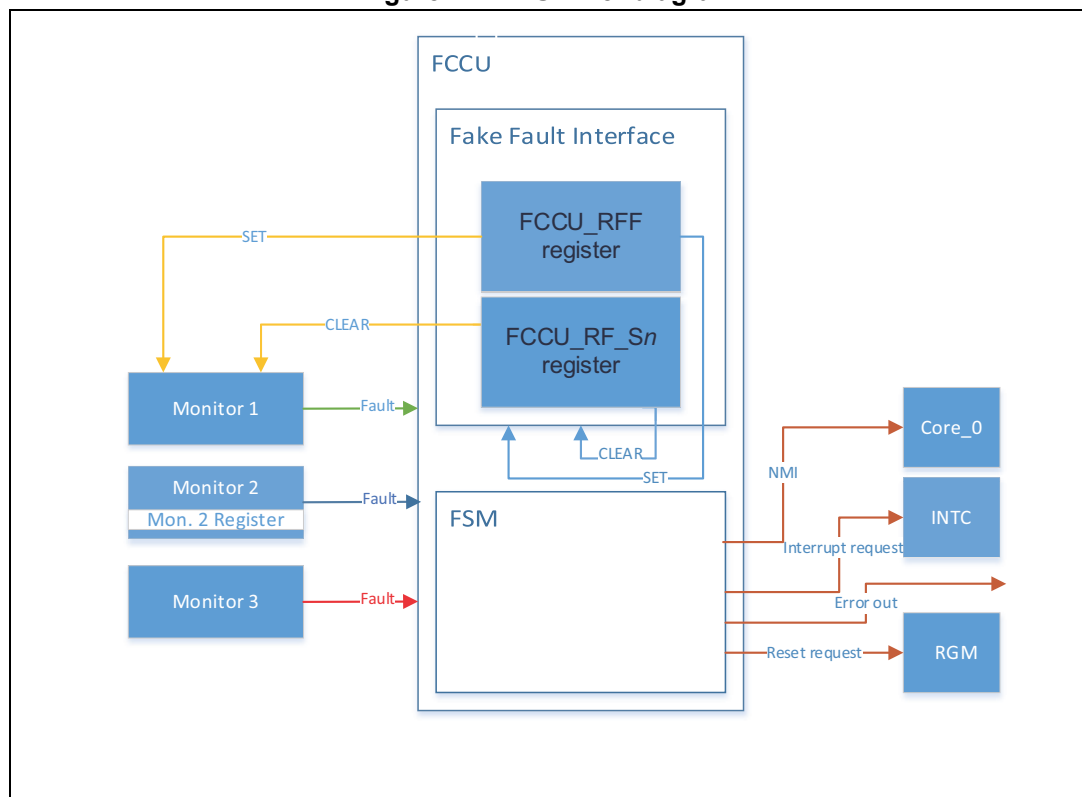 FCCU
Fake Fault Interface
FCCU_RFF
register
SET
FCCU_RF_Sn
register
CLEAR
Monitor 1
Fault
Core_0
CLEAR
SET
NMI
Monitor 2
Mon. 2 Register
Fault
FSM
INTC
Interrupt request
Monitor 3
Fault
Error out
Reset request
RGM